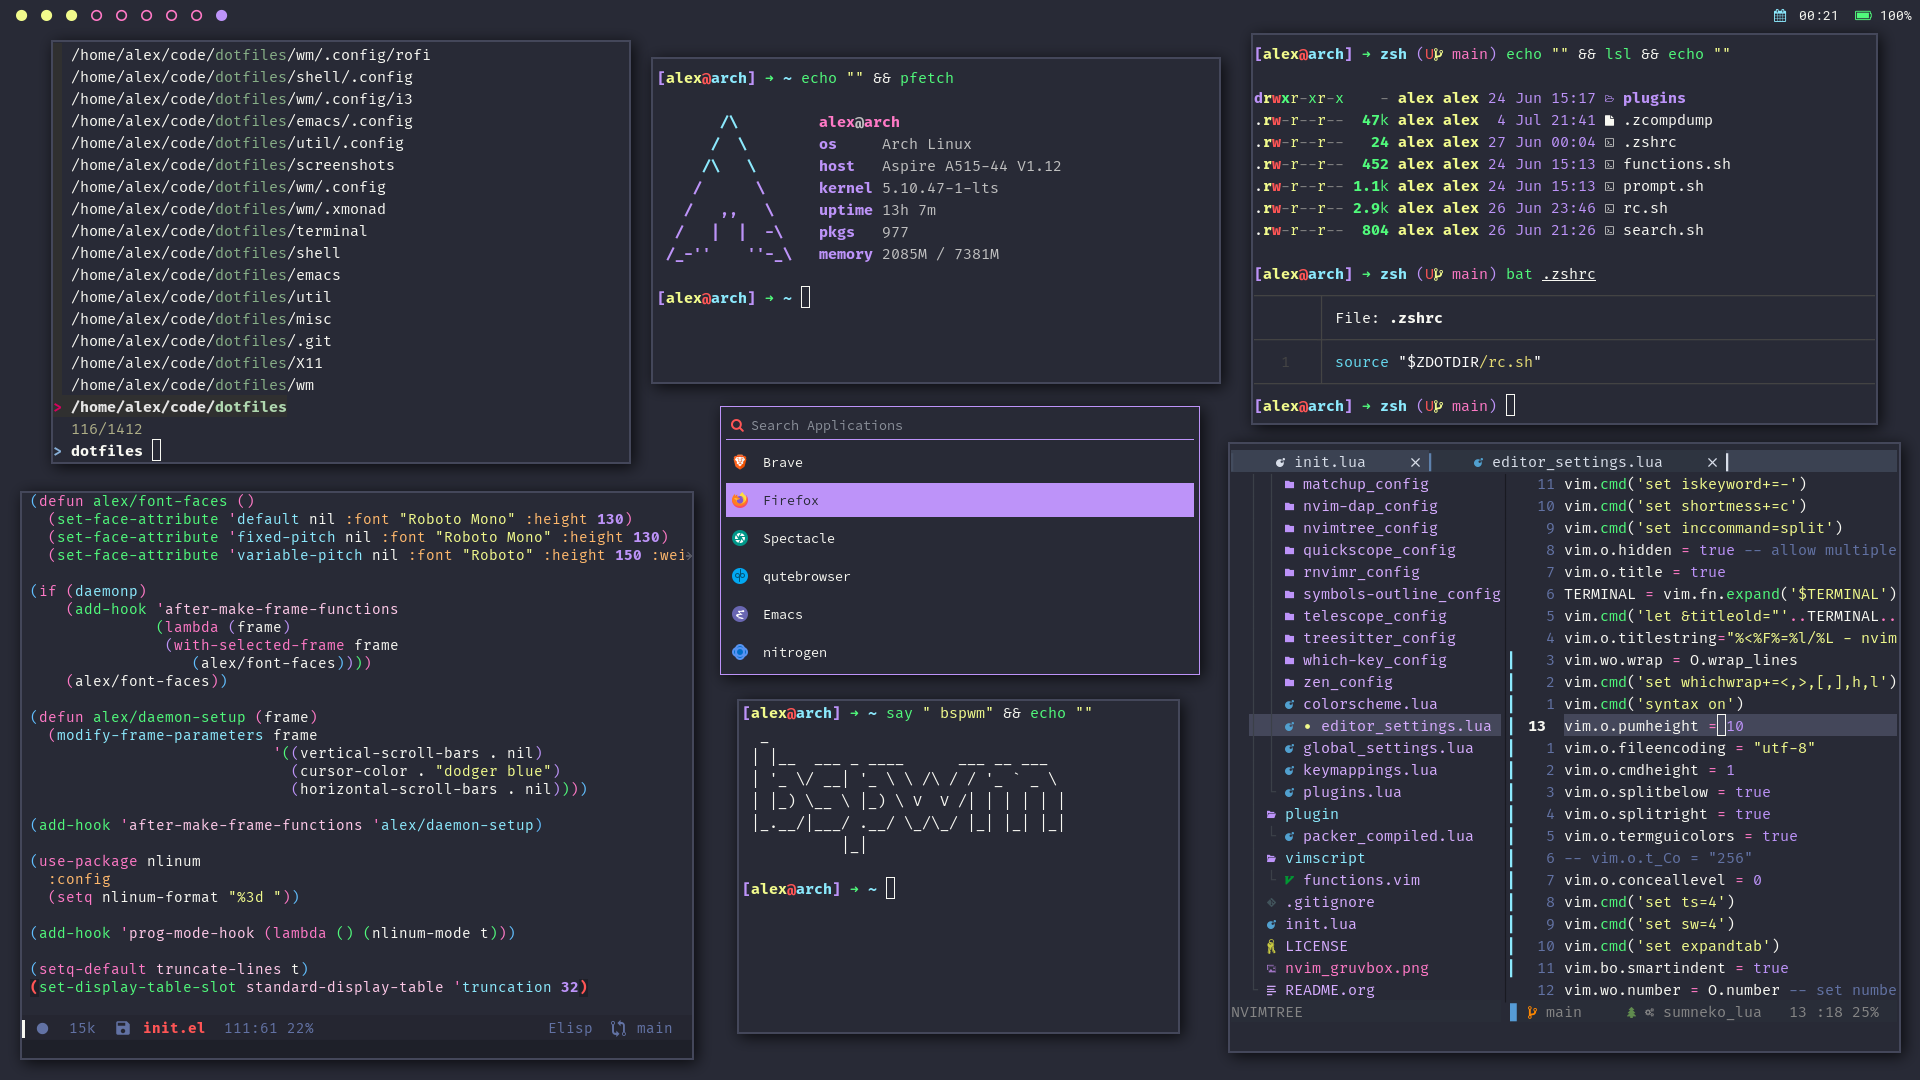 00:21 100%
/home/alex/code/dotfiles/wm/.config/rofi
/home/alex/code/dotfiles/shell/.config
/home/alex/code/dotfiles/wm/.config/i3
/home/alex/code/dotfiles/emacs/.config
/home/alex/code/dotfiles/util/.config
/home/alex/code/dotfiles/screenshots
/home/alex/code/dotfiles/wm/.config
/home/alex/code/dotfiles/wm/.xmonad
/home/alex/code/dotfiles/terminal
/home/alex/code/dotfiles/shell
/home/alex/code/dotfiles/emacs
/home/alex/code/dotfiles/util
/home/alex/code/dotfiles/misc
/home/alex/code/dotfiles/.git
/home/alex/code/dotfiles/X11
/home/alex/code/dotfiles/wm
> /home/alex/code/dotfiles
116/1412
> dotfiles
[alex@arch] → ~ echo "" && pfetch
alex@arch
os Arch Linux
host Aspire A515-44 V1.12
kernel 5.10.47-1-lts
uptime 13h 7m
pkgs 977
memory 2085M / 7381M
[alex@arch] → ~
[alex@arch] → zsh (U main) echo "" && lsl && echo ""
drwxr-xr-x - alex alex 24 Jun 15:17 plugins
.rw-r--r-- 47k alex alex 4 Jul 21:41 .zcompdump
.rw-r--r-- 24 alex alex 27 Jun 00:04 .zshrc
.rw-r--r-- 452 alex alex 24 Jun 15:13 functions.sh
.rw-r--r-- 1.1k alex alex 24 Jun 15:13 prompt.sh
.rw-r--r-- 2.9k alex alex 26 Jun 23:46 rc.sh
.rw-r--r-- 804 alex alex 26 Jun 21:26 search.sh
[alex@arch] → zsh (U main) bat .zshrc
File: .zshrc
1 source "$ZDOTDIR/rc.sh"
[alex@arch] → zsh (U main)
Search Applications
Brave
Firefox
Spectacle
qutebrowser
Emacs
nitrogen
(defun alex/font-faces ()
(set-face-attribute 'default nil :font "Roboto Mono" :height 130)
(set-face-attribute 'fixed-pitch nil :font "Roboto Mono" :height 130)
(set-face-attribute 'variable-pitch nil :font "Roboto" :height 150 :wei
(if (daemonp)
(add-hook 'after-make-frame-functions
(lambda (frame)
(with-selected-frame frame
(alex/font-faces))))
(alex/font-faces))
(defun alex/daemon-setup (frame)
(modify-frame-parameters frame
'((vertical-scroll-bars . nil)
(cursor-color . "dodger blue")
(horizontal-scroll-bars . nil))))
(add-hook 'after-make-frame-functions 'alex/daemon-setup)
(use-package nlinum
:config
(setq nlinum-format "%3d "))
(add-hook 'prog-mode-hook (lambda () (nlinum-mode t)))
(setq-default truncate-lines t)
(set-display-table-slot standard-display-table 'truncation 32)
15k init.el 111:61 22% Elisp main
[alex@arch] → ~ say " bspwm" && echo ""
bspwm
[alex@arch] → ~
init.lua × editor_settings.lua ×
matchup_config
nvim-dap_config
nvimtree_config
quickscope_config
rnvimr_config
symbols-outline_config
telescope_config
treesitter_config
which-key_config
zen_config
colorscheme.lua
• editor_settings.lua
global_settings.lua
keymappings.lua
plugins.lua
plugin
packer_compiled.lua
vimscript
functions.vim
.gitignore
init.lua
LICENSE
nvim_gruvbox.png
README.org
11 vim.cmd('set iskeyword+=-')
10 vim.cmd('set shortmess+=c')
9 vim.cmd('set inccommand=split')
8 vim.o.hidden = true -- allow multiple
7 vim.o.title = true
6 TERMINAL = vim.fn.expand('$TERMINAL')
5 vim.cmd('let &titleold="'..TERMINAL..
4 vim.o.titlestring="%<%F%=%l/%L - nvim
3 vim.wo.wrap = O.wrap_lines
2 vim.cmd('set whichwrap+=<,>,[,],h,l')
1 vim.cmd('syntax on')
13 vim.o.pumheight = 10
1 vim.o.fileencoding = "utf-8"
2 vim.o.cmdheight = 1
3 vim.o.splitbelow = true
4 vim.o.splitright = true
5 vim.o.termguicolors = true
6 -- vim.o.t_Co = "256"
7 vim.o.conceallevel = 0
8 vim.cmd('set ts=4')
9 vim.cmd('set sw=4')
10 vim.cmd('set expandtab')
11 vim.bo.smartindent = true
12 vim.wo.number = O.number -- set numbe
NVIMTREE main sumneko_lua 13 :18 25%